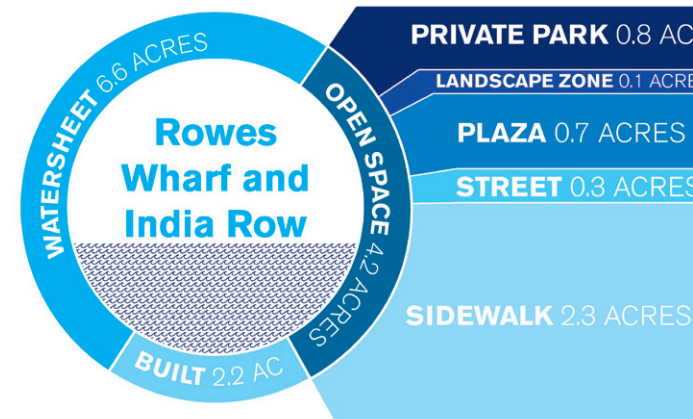 WATERSHEET 6.6 ACRES
Rowes
Wharf and
India Row
OPEN SPACE 4.2 ACRES
BUILT 2.2 AC
PRIVATE PARK 0.8 AC
LANDSCAPE ZONE 0.1 ACRES
PLAZA 0.7 ACRES
STREET 0.3 ACRES
SIDEWALK 2.3 ACRES